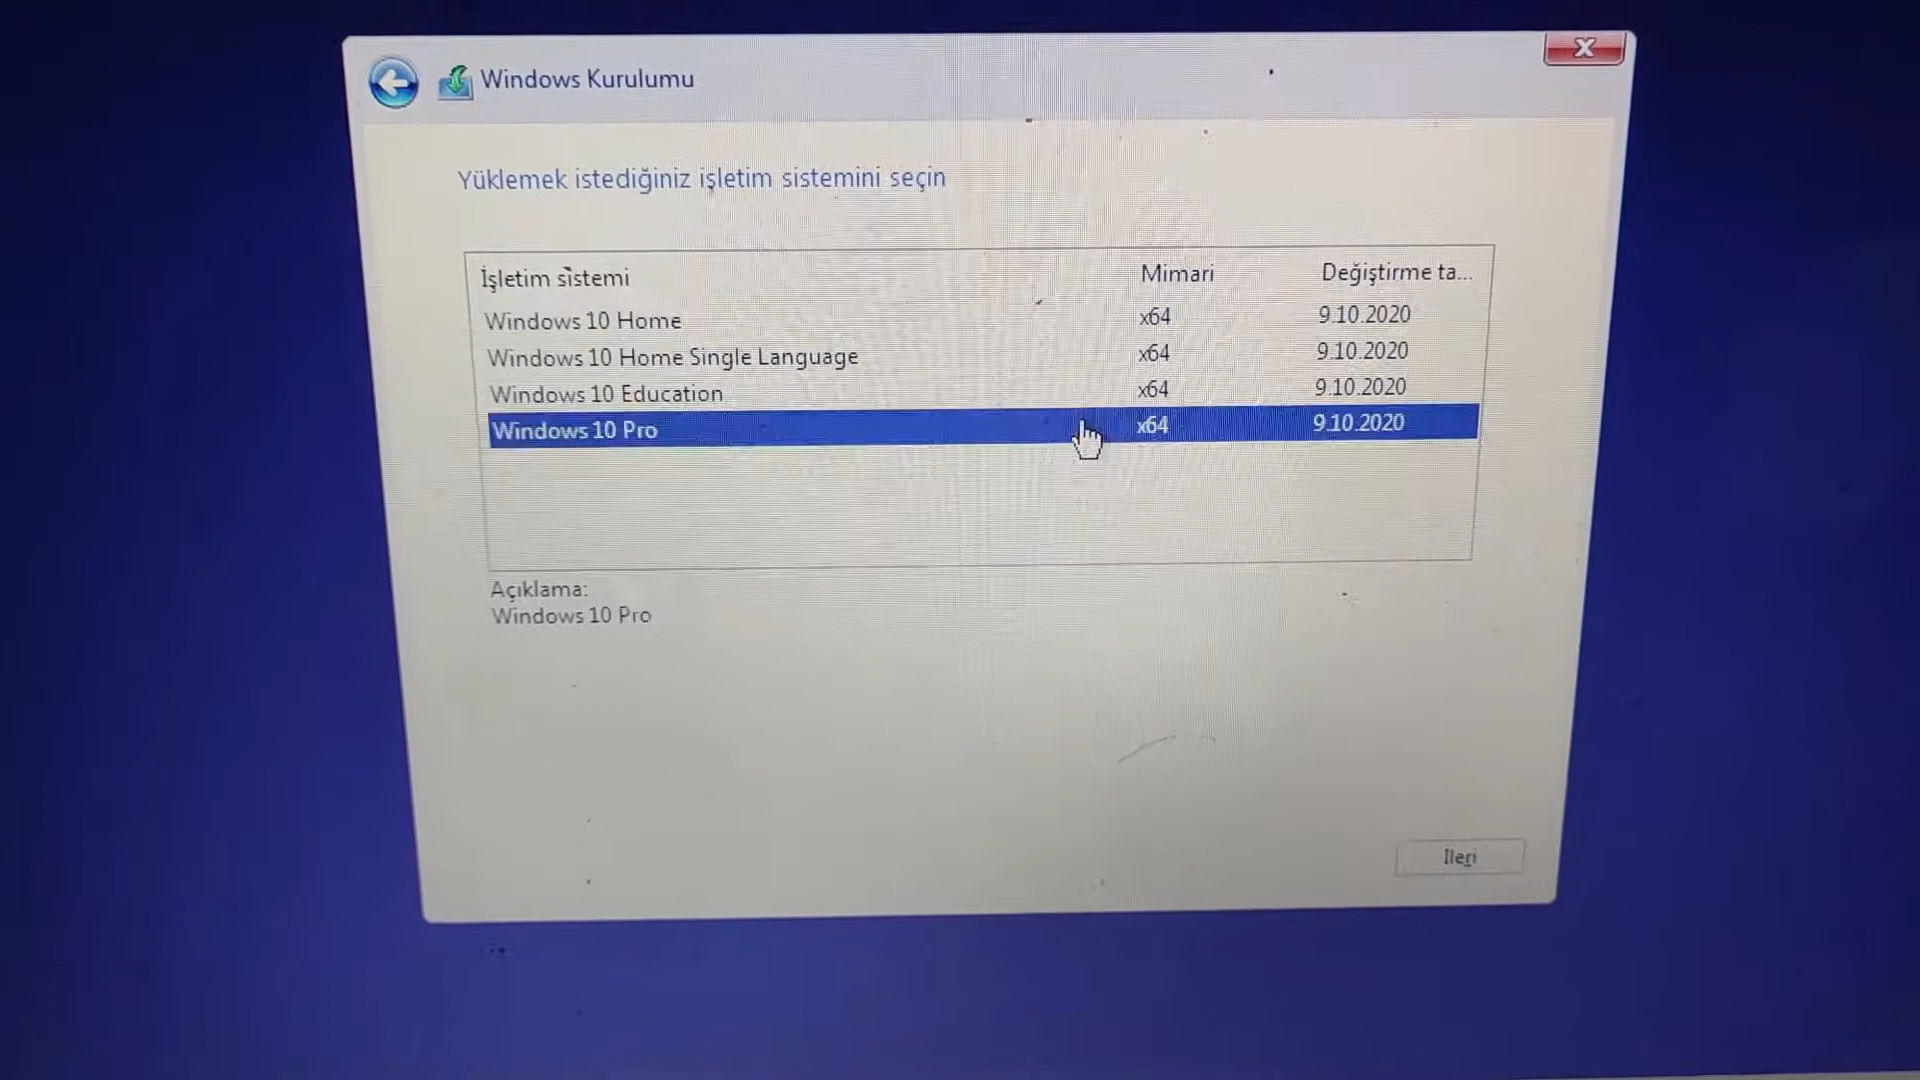 Windows Kurulumu
Yüklemek istediğiniz işletim sistemini seçin
İşletim sistemi Mimari Değiştirme ta...
Windows 10 Home x64 9.10.2020
Windows 10 Home Single Language x64 9.10.2020
Windows 10 Education x64 9.10.2020
Windows 10 Pro x64 9.10.2020
Açıklama:
Windows 10 Pro
İleri